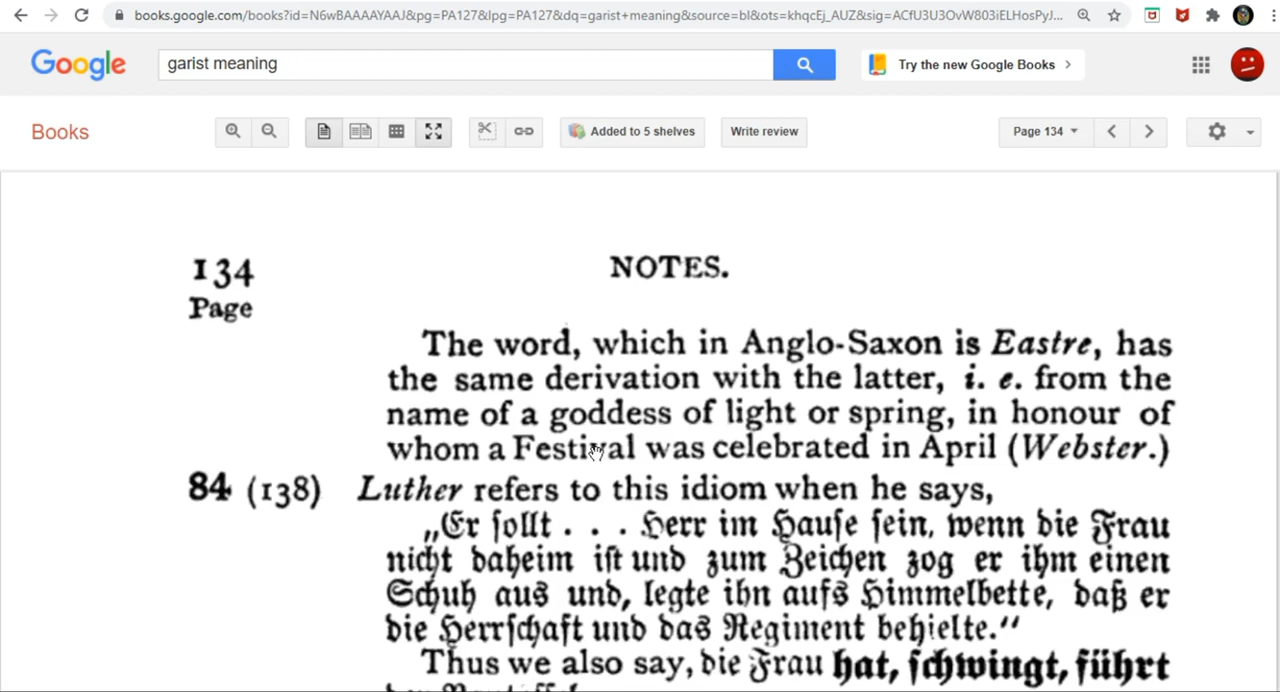 books.google.com/books?id=N6wBAAAAYAAJ&pg=PA127&lpg=PA127&dq=garist+meaning&source=bl&ots=khqcEj_AUZ&sig=ACfU3U3OvW803iELHosPyJ...
Google
garist meaning
Try the new Google Books
Books
Added to 5 shelves
Write review
Page 134
134
NOTES.
Page
The word, which in Anglo-Saxon is Eastre, has
the same derivation with the latter, i. e. from the
name of a goddess of light or spring, in honour of
whom a Festival was celebrated in April (Webster.)
84 (138) Luther refers to this idiom when he says,
„Er ſollt . . . Herr im Hauſe ſein, wenn die Frau
nicht daheim iſt und zum Zeichen zog er ihm einen
Schuh aus und, legte ihn aufs Himmelbette, daß er
die Herrſchaft und das Regiment behielte.“
Thus we also say, die Frau hat, ſchwingt, führt